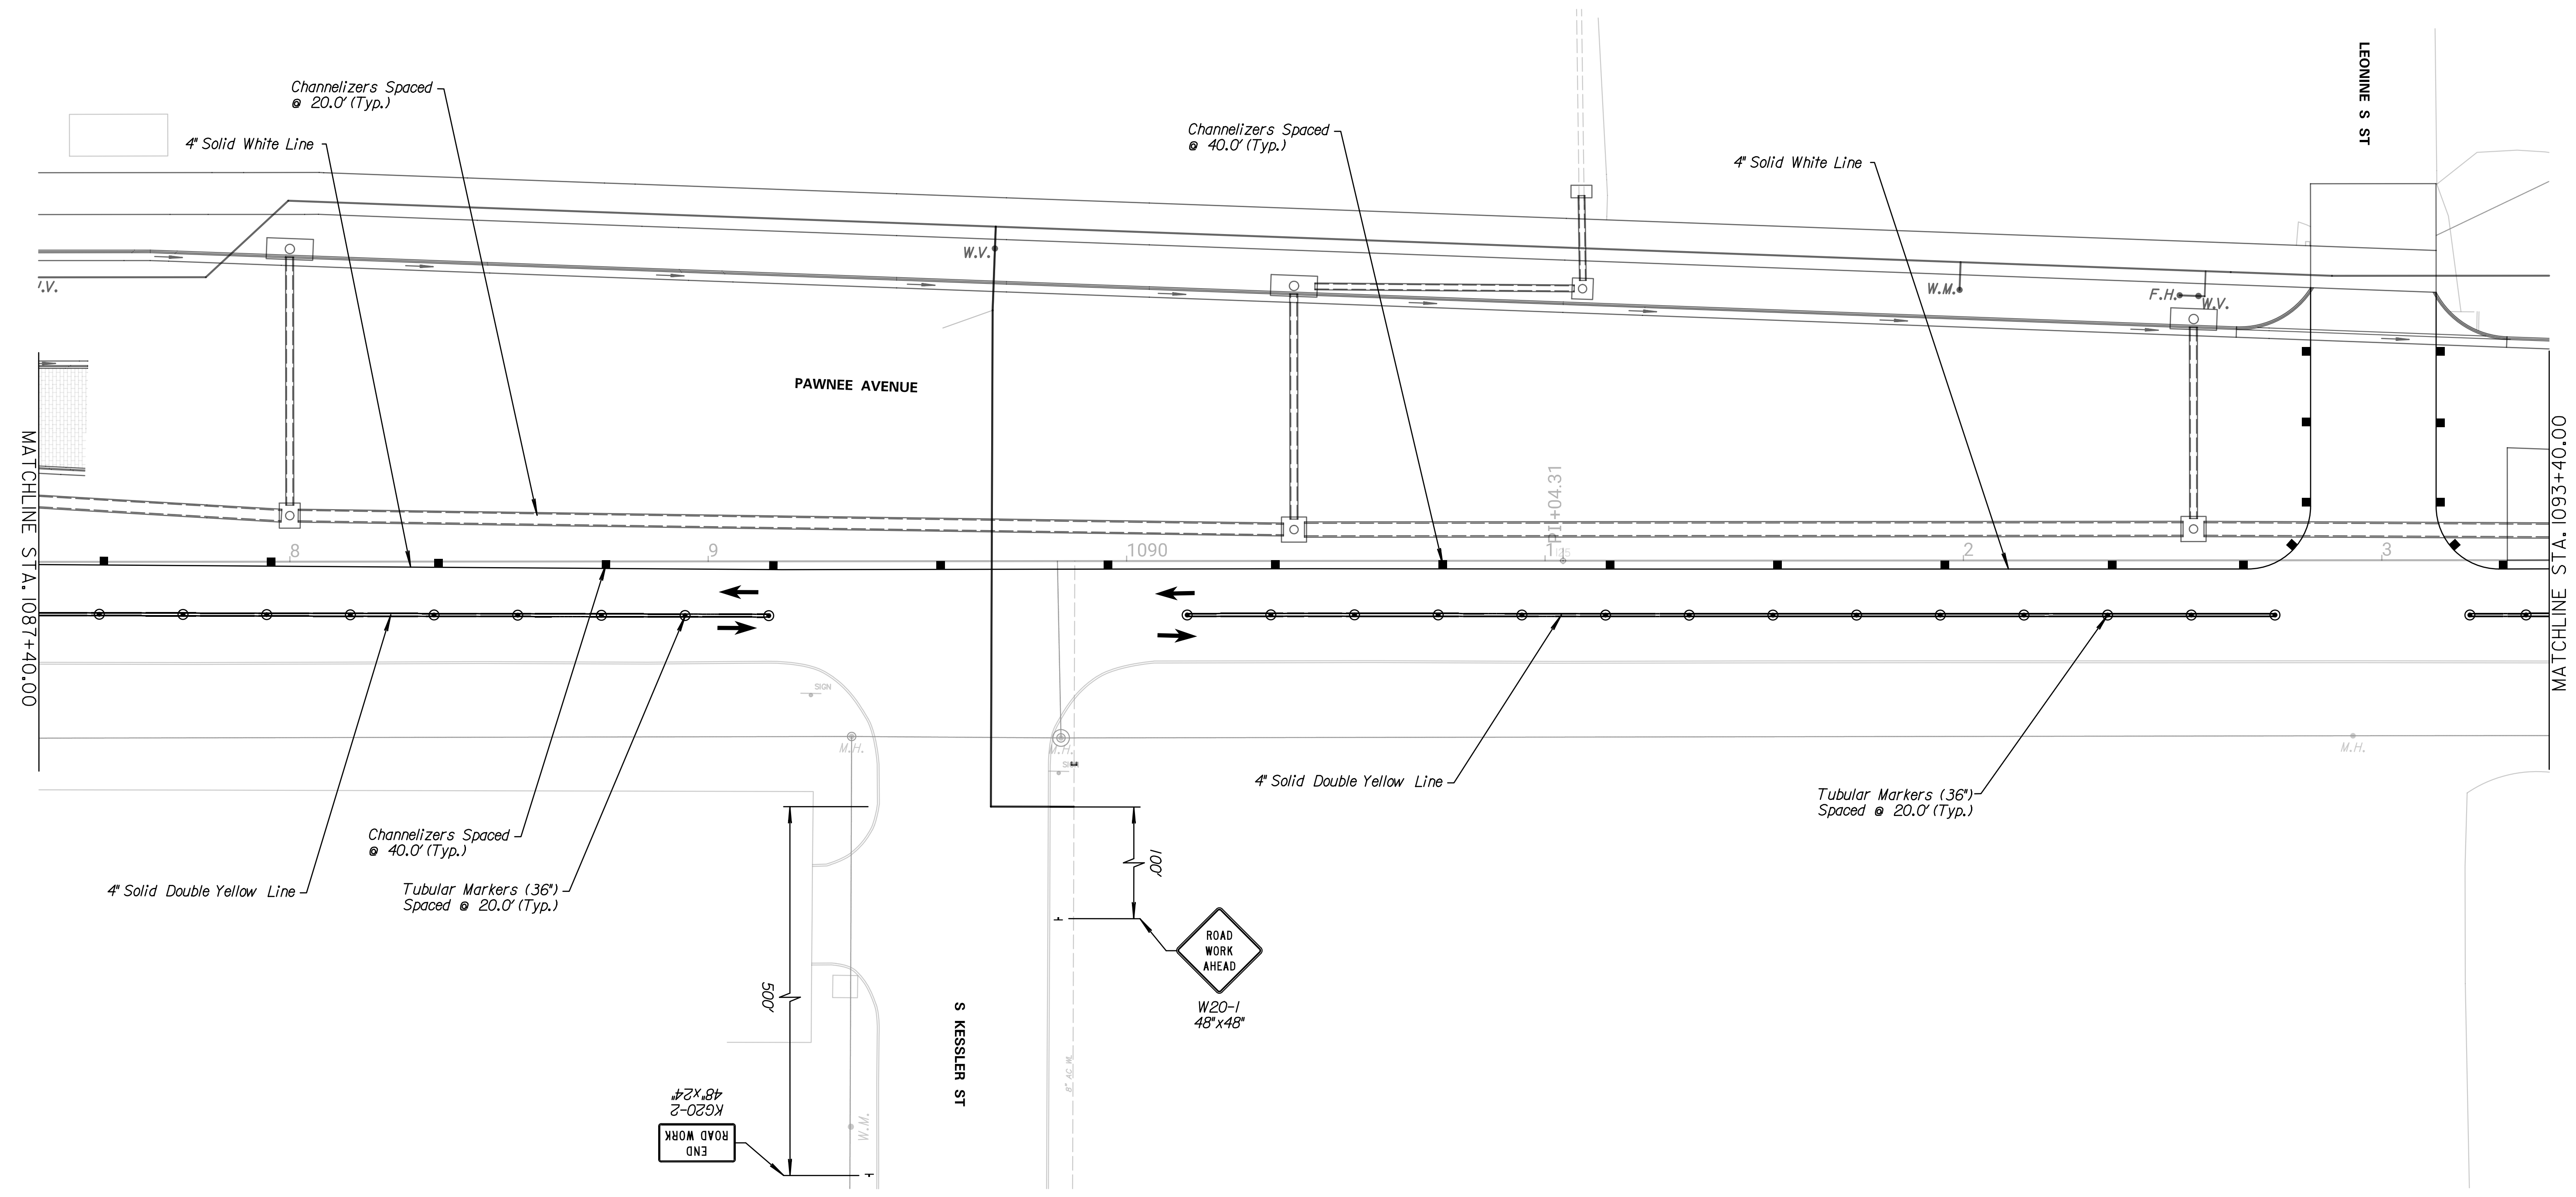 LEONINE S ST
Channelizers Spaced
@ 20.0' (Typ.)
4" Solid White Line
Channelizers Spaced
@ 40.0' (Typ.)
4" Solid White Line
W.V.
W.M.
F.H.
W.V.
PAWNEE AVENUE
MATCHLINE STA. 1087+40.00
MATCHLINE STA. 1093+40.00
PI +04.31
8
9
1090
1
2
3
SIGN
M.H.
M.H.
M.H.
4" Solid Double Yellow Line
Tubular Markers (36")
Spaced @ 20.0' (Typ.)
Channelizers Spaced
@ 40.0' (Typ.)
4" Solid Double Yellow Line
Tubular Markers (36")
Spaced @ 20.0' (Typ.)
100'
500'
ROAD
WORK
AHEAD
W20-1
48"x48"
S KESSLER ST
W.M.
END
ROAD WORK
KG20-2
48"x24"